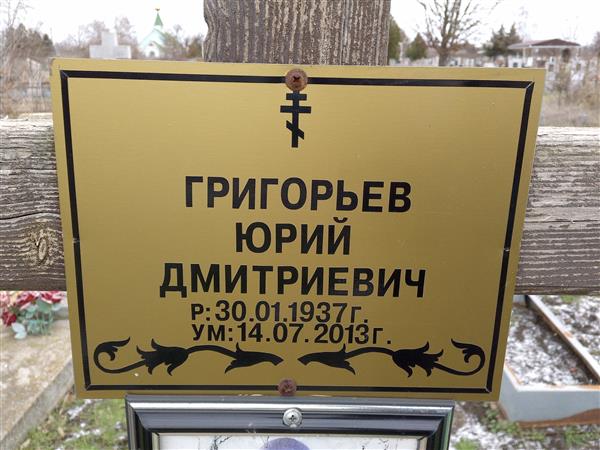 ГРИГОРЬЕВ
ЮРИЙ
ДМИТРИЕВИЧ
Р:30.01.1937г.
УМ:14.07.2013г.